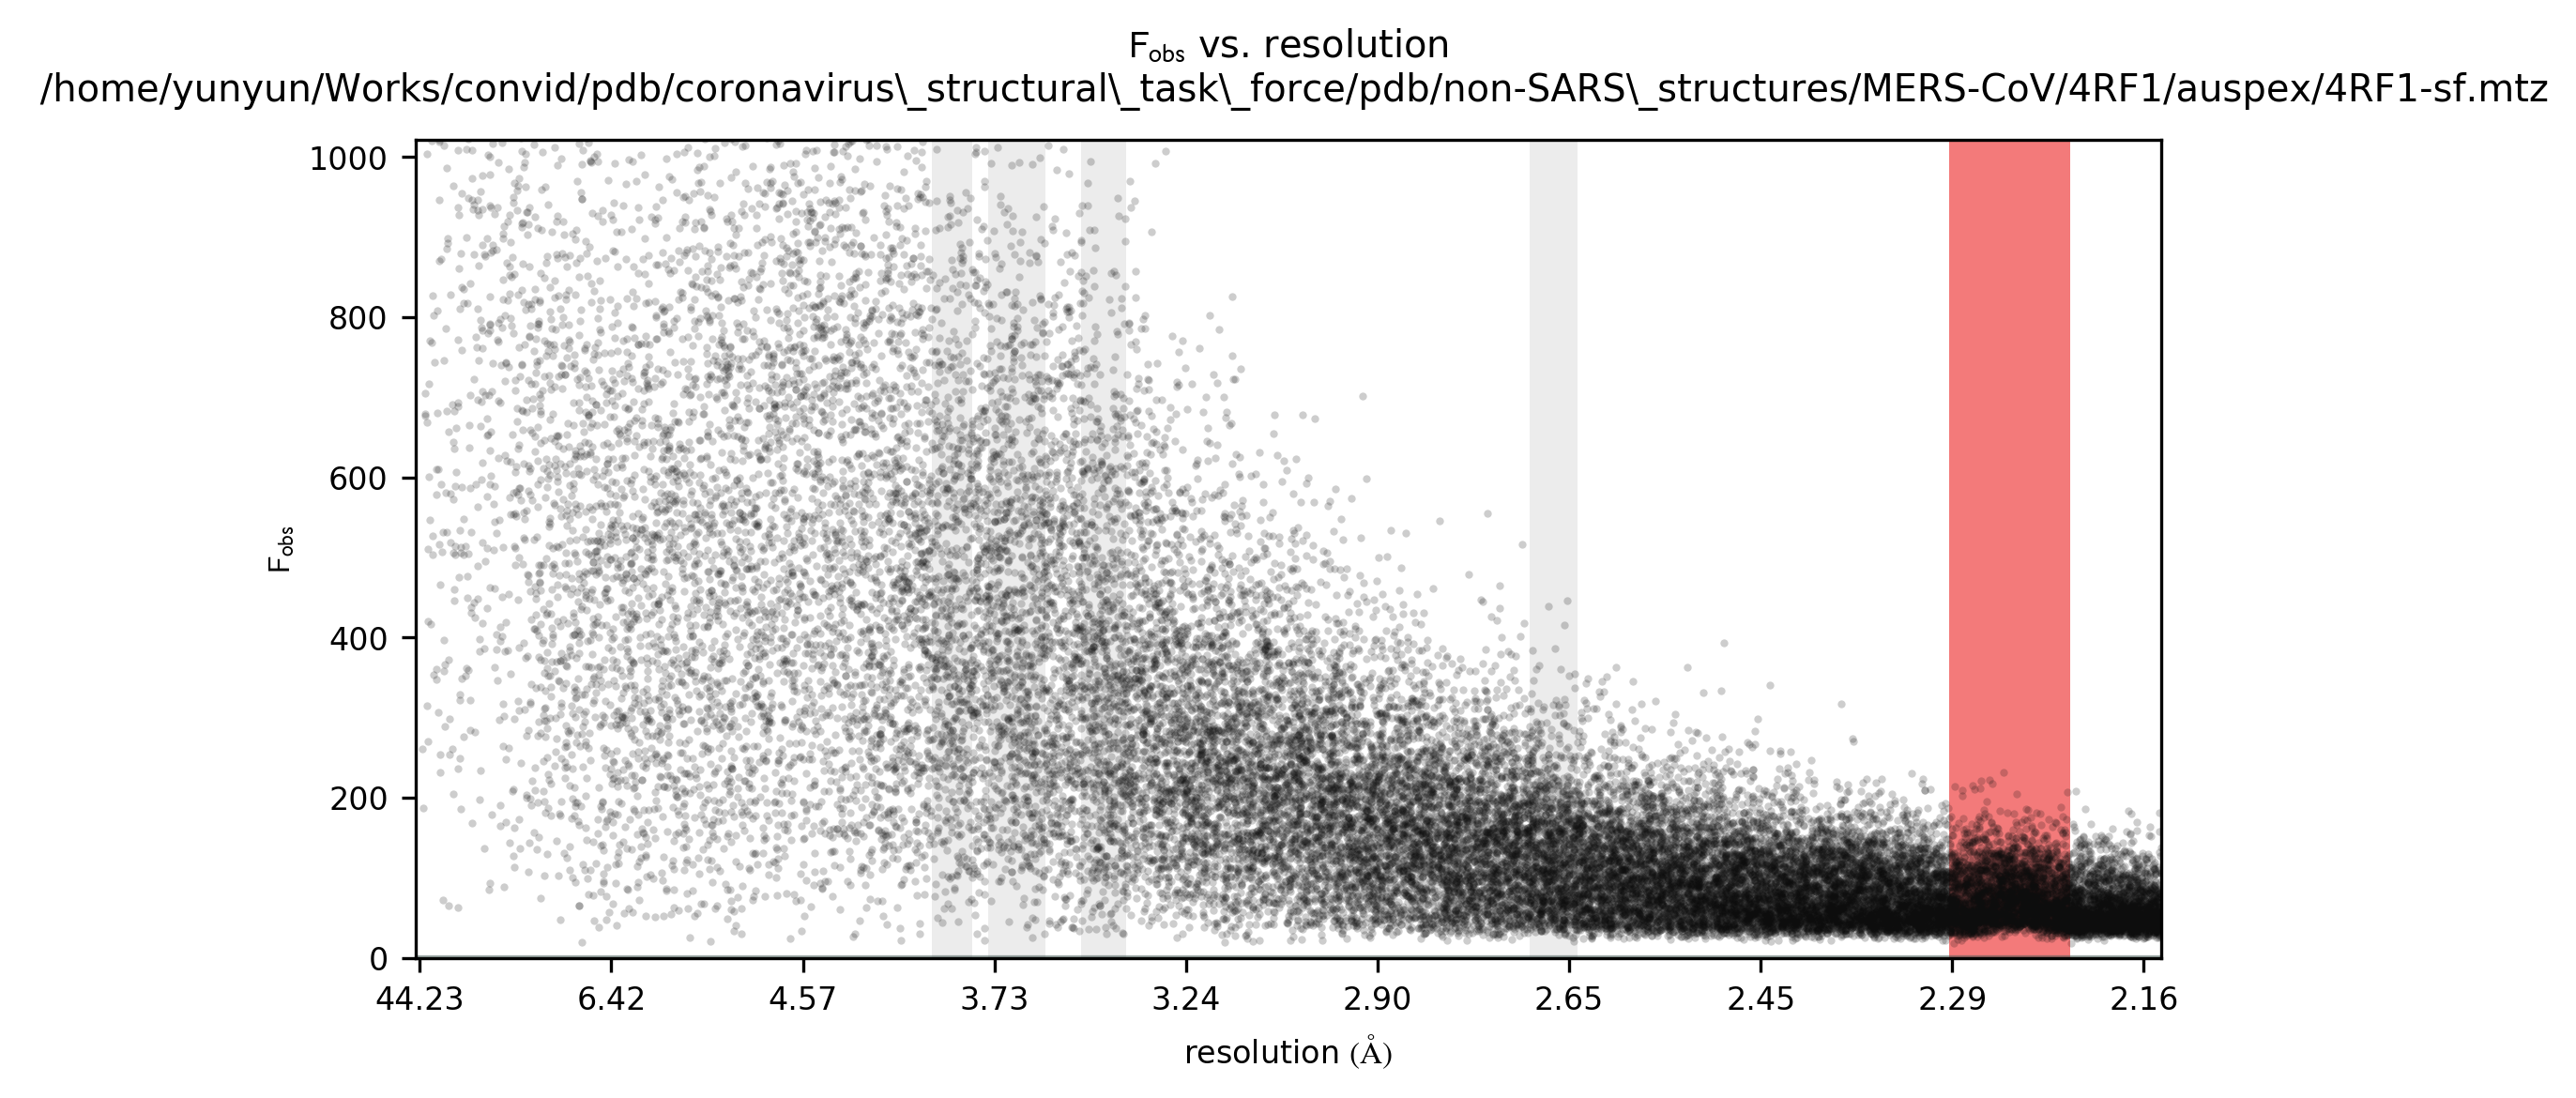 Fobs vs. resolution
/home/yunyun/Works/convid/pdb/coronavirus\_structural\_task\_force/pdb/non-SARS\_structures/MERS-CoV/4RF1/auspex/4RF1-sf.mtz
1000
800
600
400
200
0
Fobs
44.23 6.42 4.57 3.73 3.24 2.90 2.65 2.45 2.29 2.16
resolution (Å)